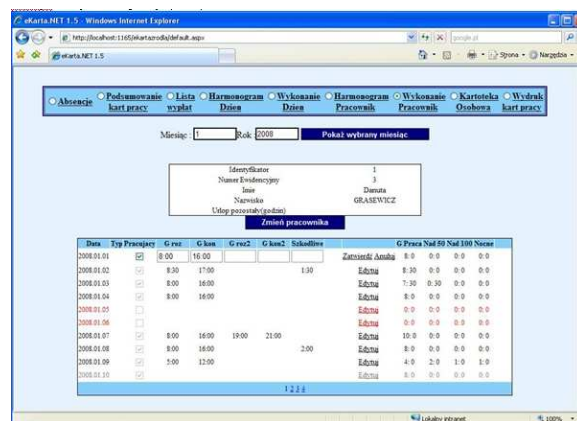 eKarta.NET 1.5 - Windows Internet Explorer
http://localhost:1165/ekartazrodla/default.aspx
google.pl
eKarta.NET 1.5
Strona Narzędzia
Absencje Podsumowanie kart pracy Lista wypłat Harmonogram Dzien Wykonanie Dzien Harmonogram Pracownik Wykonanie Pracownik Kartoteka Osobowa Wydruk kart pracy
Miesiąc : 1 Rok 2008 Pokaż wybrany miesiąc
Identyfikator 1
Numer Ewidencyjny 3
Imie Danuta
Nazwisko GRASEWICZ
Urlop pozostały(godzin)
Zmień pracownika
Data Typ Pracujący G roz G kon G roz2 G kon2 Szkodliwe G Praca Nad 50 Nad 100 Nocne
2008.01.01 8:00 16:00 Zatwierdź Anuluj 8:0 0:0 0:0 0:0
2008.01.02 8:30 17:00 1:30 Edytuj 8:30 0:0 0:0 0:0
2008.01.03 8:00 16:00 Edytuj 7:30 0:30 0:0 0:0
2008.01.04 8:00 16:00 Edytuj 8:0 0:0 0:0 0:0
2008.01.05 Edytuj 0:0 0:0 0:0 0:0
2008.01.06 Edytuj 0:0 0:0 0:0 0:0
2008.01.07 8:00 16:00 19:00 21:00 Edytuj 10:0 0:0 0:0 0:0
2008.01.08 8:00 16:00 2:00 Edytuj 8:0 0:0 0:0 0:0
2008.01.09 5:00 12:00 Edytuj 4:0 2:0 1:0 1:0
2008.01.10 Edytuj 8:0 0:0 0:0 0:0
1 2 3 4
Lokalny intranet 100%